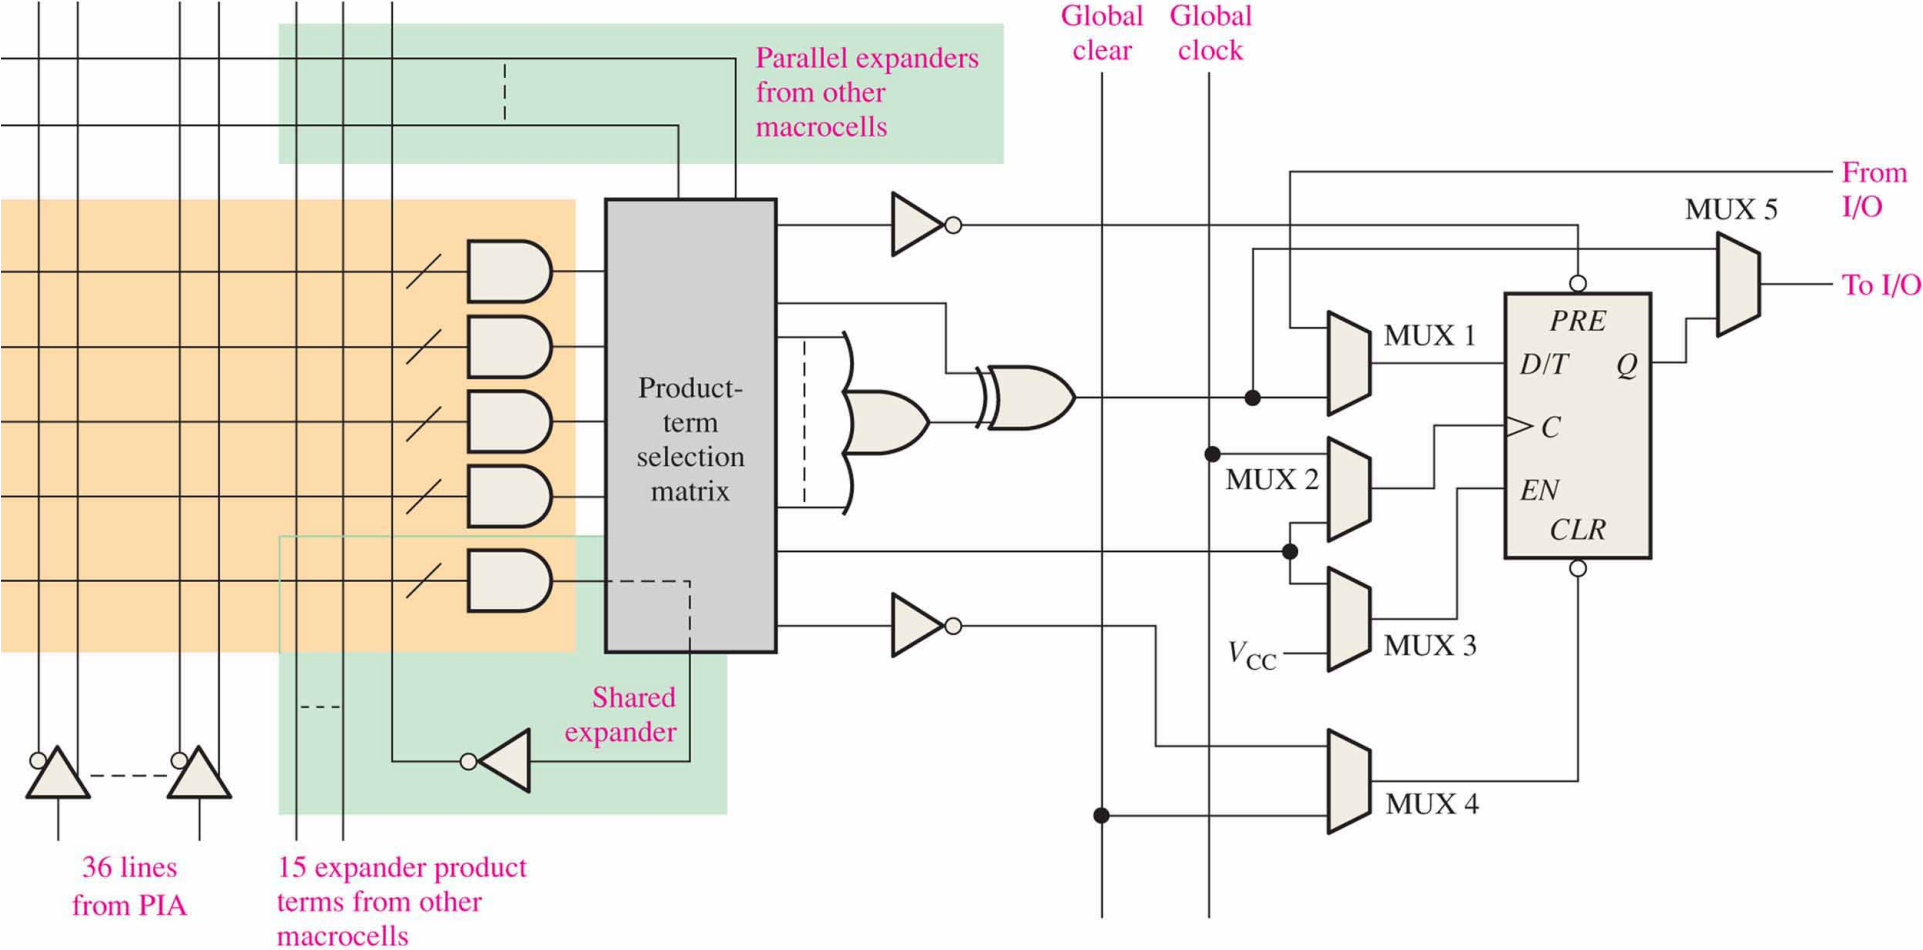 Global
clear
Global
clock
Parallel expanders
from other
macrocells
From
I/O
MUX 5
To I/O
PRE
MUX 1
D/T
Q
Product-
term
selection
matrix
C
MUX 2
EN
CLR
MUX 3
VCC
Shared
expander
MUX 4
36 lines
from PIA
15 expander product
terms from other
macrocells